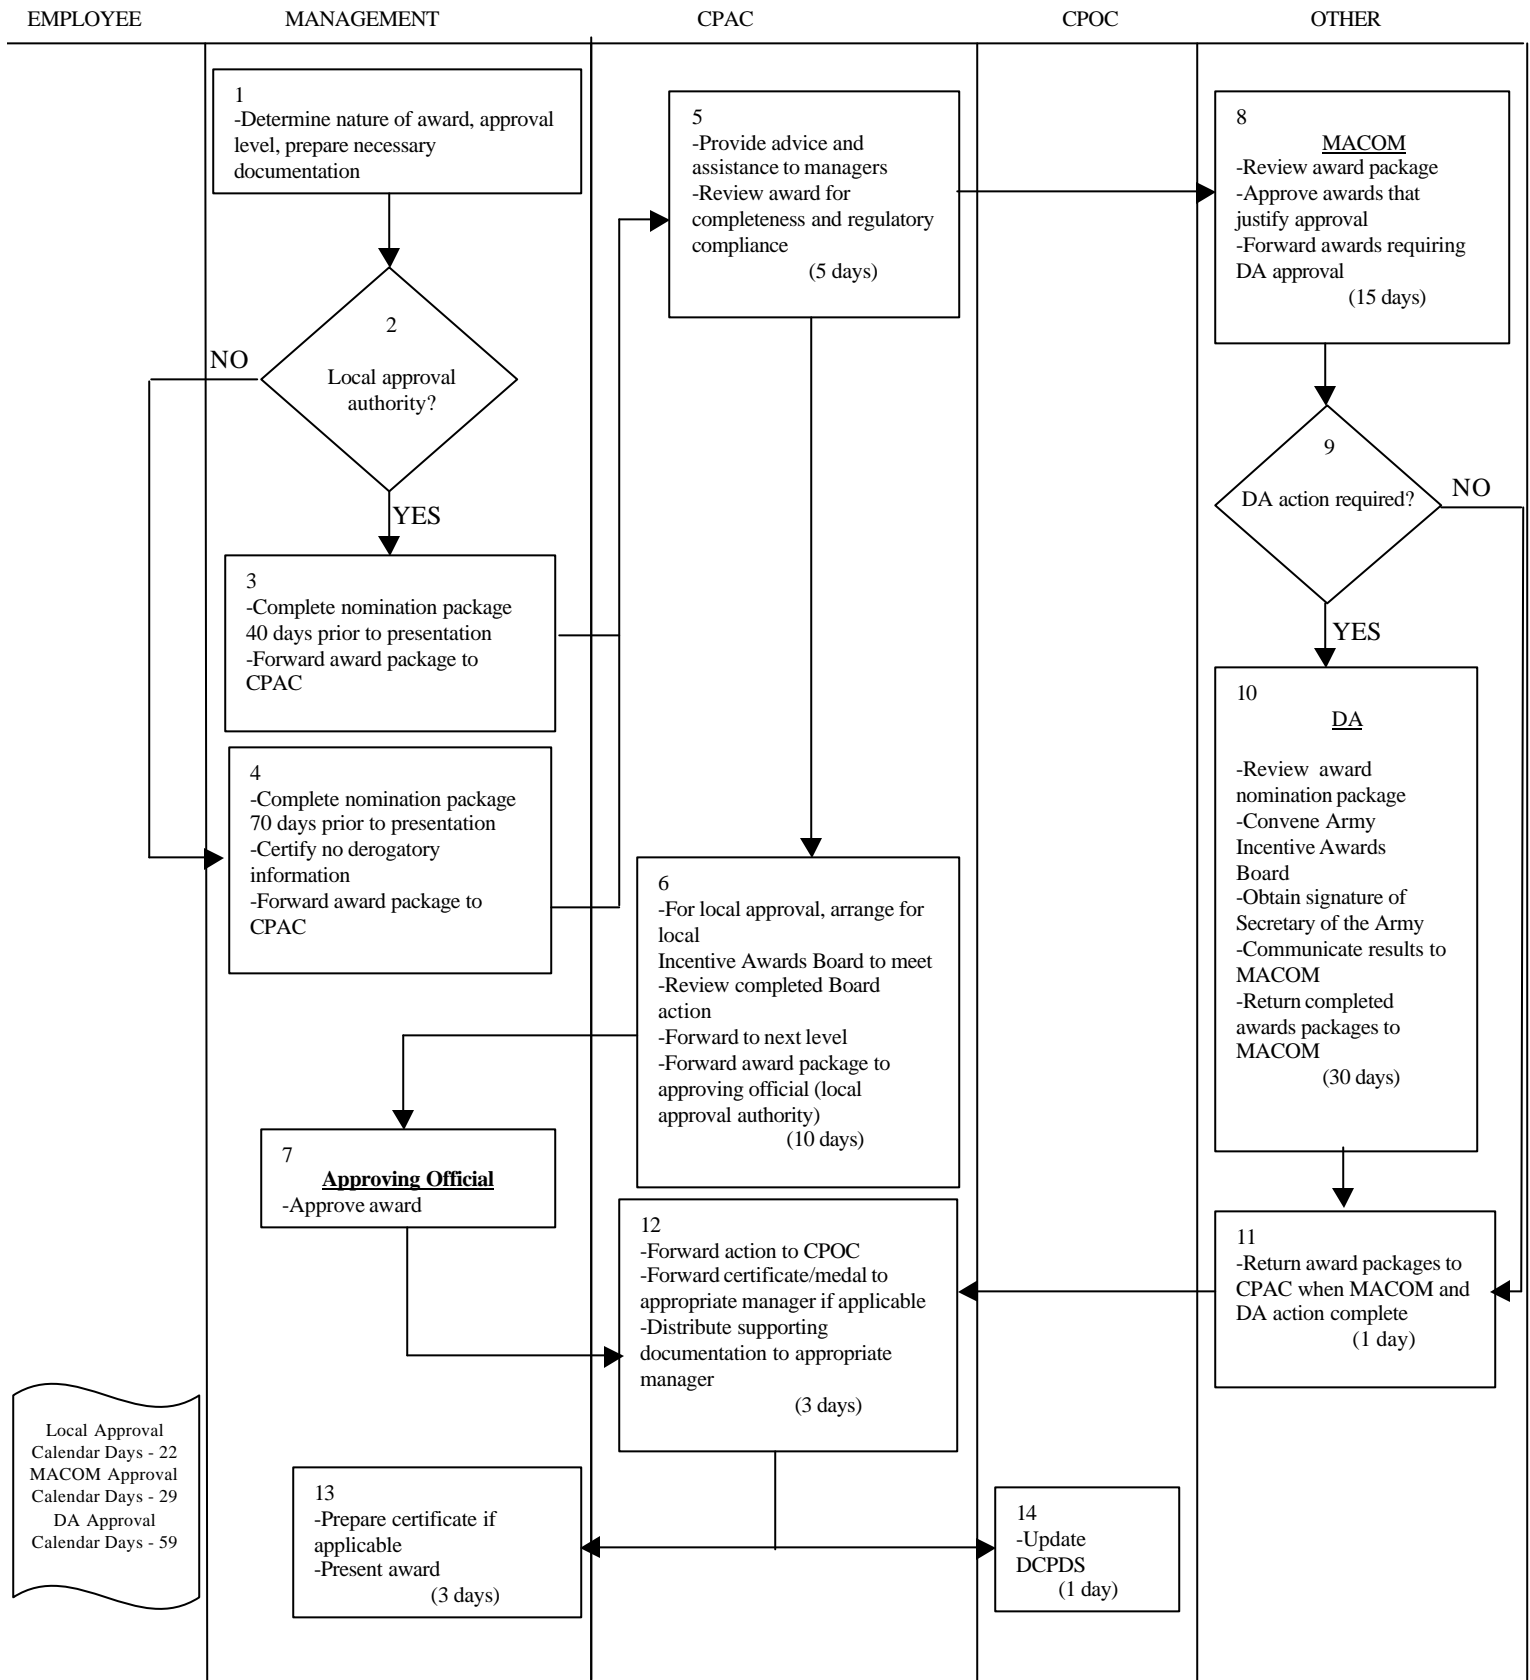 EMPLOYEE
MANAGEMENT
CPAC
CPOC
OTHER
1
-Determine nature of award, approval
level, prepare necessary
documentation
2
Local approval
authority?
NO
YES
3
-Complete nomination package
40 days prior to presentation
-Forward award package to
CPAC
4
-Complete nomination package
70 days prior to presentation
-Certify no derogatory
information
-Forward award package to
CPAC
5
-Provide advice and
assistance to managers
-Review award for
completeness and regulatory
compliance
(5 days)
6
-For local approval, arrange for
local
Incentive Awards Board to meet
-Review completed Board
action
-Forward to next level
-Forward award package to
approving official (local
approval authority)
(10 days)
7
Approving Official
-Approve award
8
MACOM
-Review award package
-Approve awards that
justify approval
-Forward awards requiring
DA approval
(15 days)
9
DA action required?
NO
YES
10
DA
-Review award
nomination package
-Convene Army
Incentive Awards
Board
-Obtain signature of
Secretary of the Army
-Communicate results to
MACOM
-Return completed
awards packages to
MACOM
(30 days)
11
-Return award packages to
CPAC when MACOM and
DA action complete
(1 day)
12
-Forward action to CPOC
-Forward certificate/medal to
appropriate manager if applicable
-Distribute supporting
documentation to appropriate
manager
(3 days)
13
-Prepare certificate if
applicable
-Present award
(3 days)
14
-Update
DCPDS
(1 day)
Local Approval
Calendar Days - 22
MACOM Approval
Calendar Days - 29
DA Approval
Calendar Days - 59